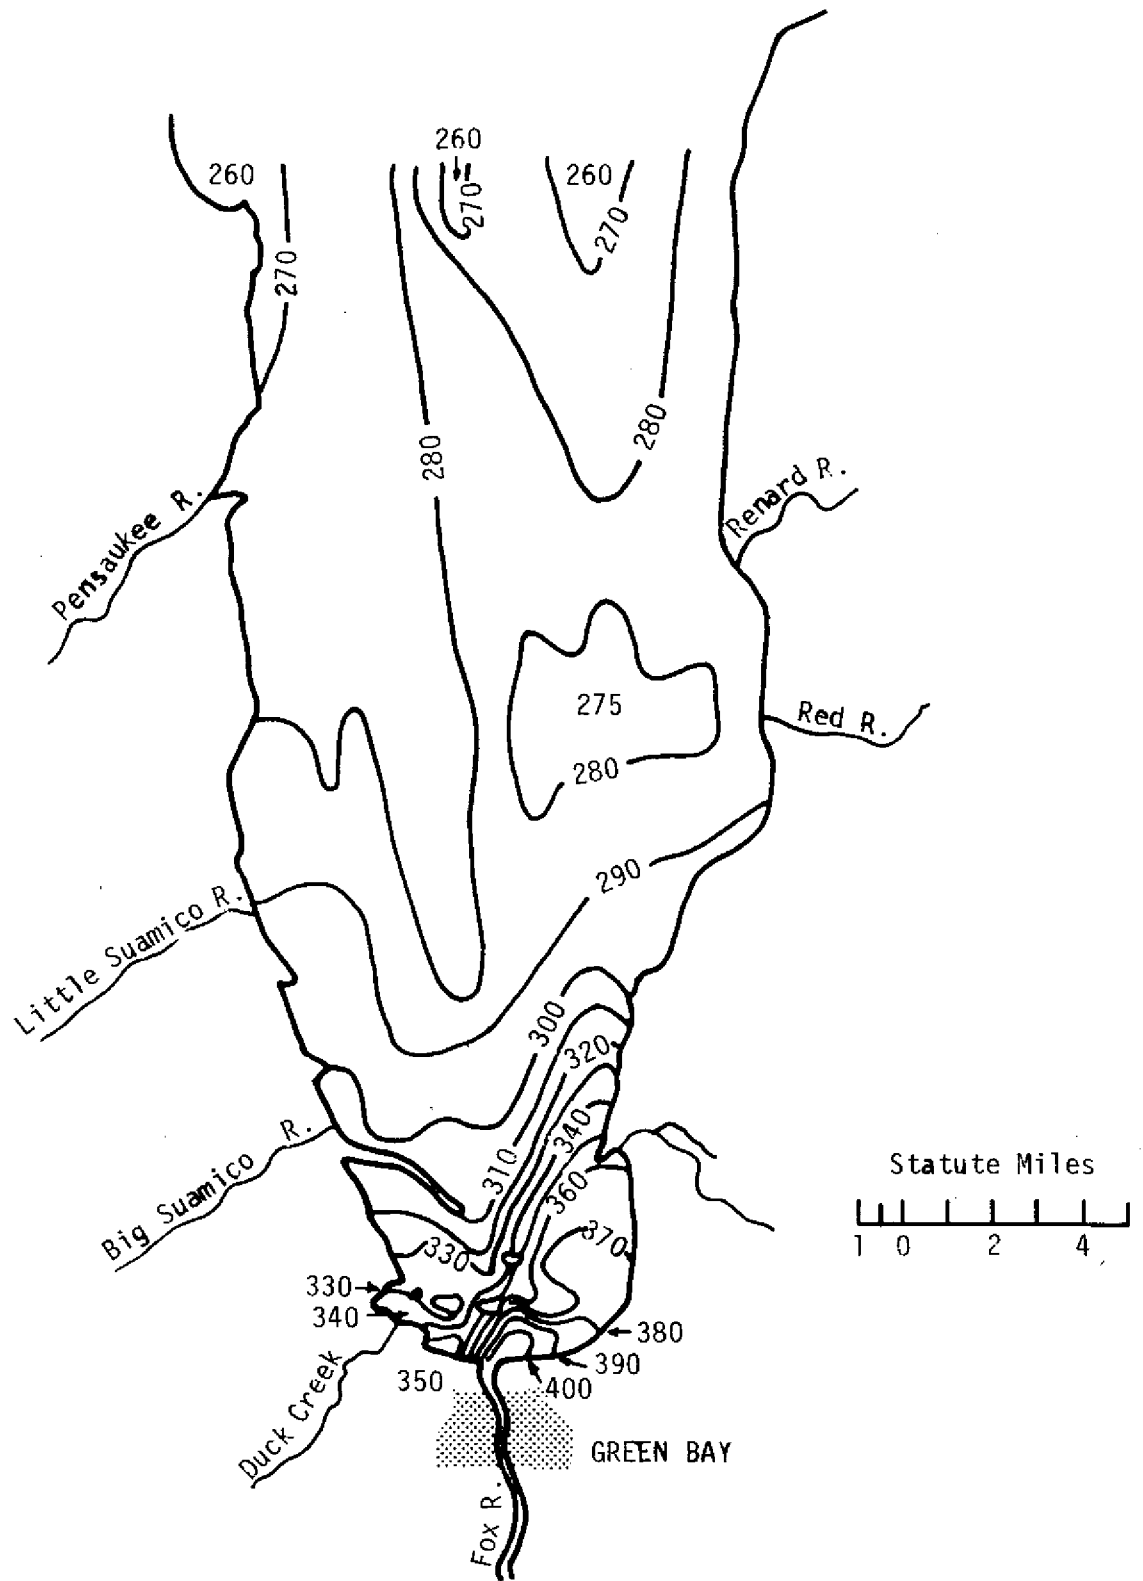 260
260
260
270
270
270
280
280
Pensaukee R.
Renard R.
275
Red R.
280
290
Little Suamico R.
300
320
340
310
Big Suamico R.
360
Statute Miles
1 0 2 4
330
370
330
340
380
390
350
400
Duck Creek
GREEN BAY
Fox R.